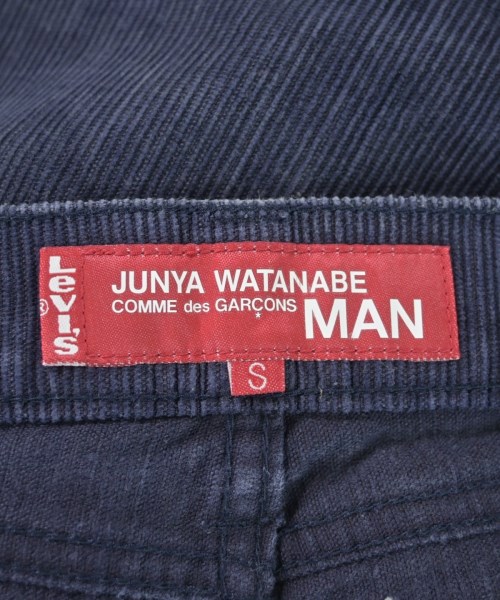 Levi's
®
JUNYA WATANABE
COMME des GARÇONS
*
MAN
S